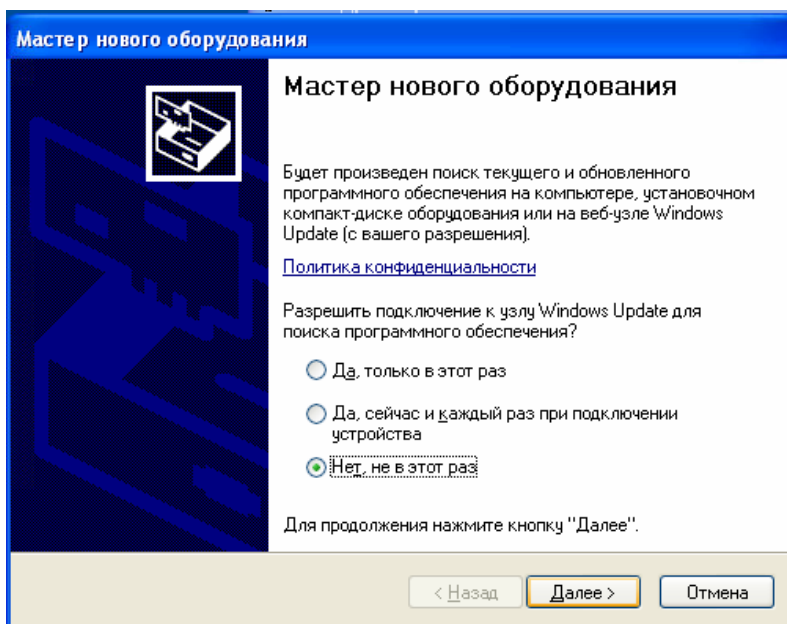 Мастер нового оборудования
Мастер нового оборудования
Будет произведен поиск текущего и обновленного
программного обеспечения на компьютере, установочном
компакт-диске оборудования или на веб-узле Windows
Update (с вашего разрешения).
Политика конфиденциальности
Разрешить подключение к узлу Windows Update для
поиска программного обеспечения?
Да, только в этот раз
Да, сейчас и каждый раз при подключении
устройства
Нет, не в этот раз
Для продолжения нажмите кнопку "Далее".
< Назад
Далее >
Отмена